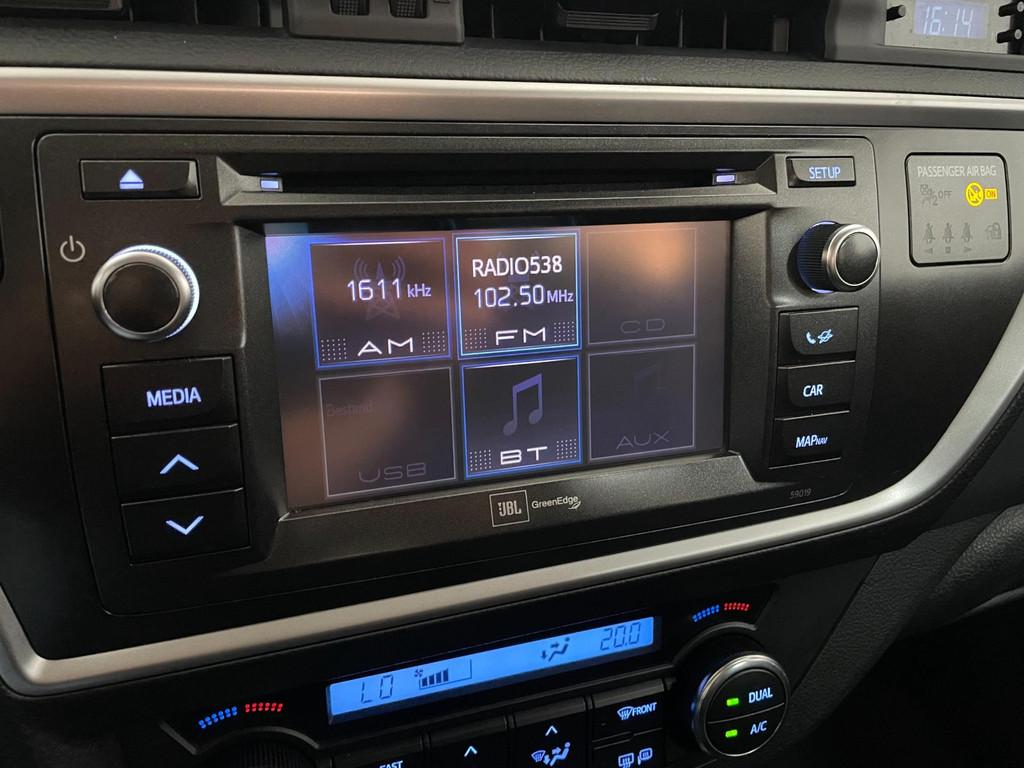 16:14
SETUP
PASSENGER AIR BAG
OFF
ON
1611 kHz
AM
RADIO538
102.50 MHz
FM
CD
MEDIA
CAR
MAP NAV
USB
BT
AUX
JBL GreenEdge
59019
LO
20.0
DUAL
A/C
FRONT